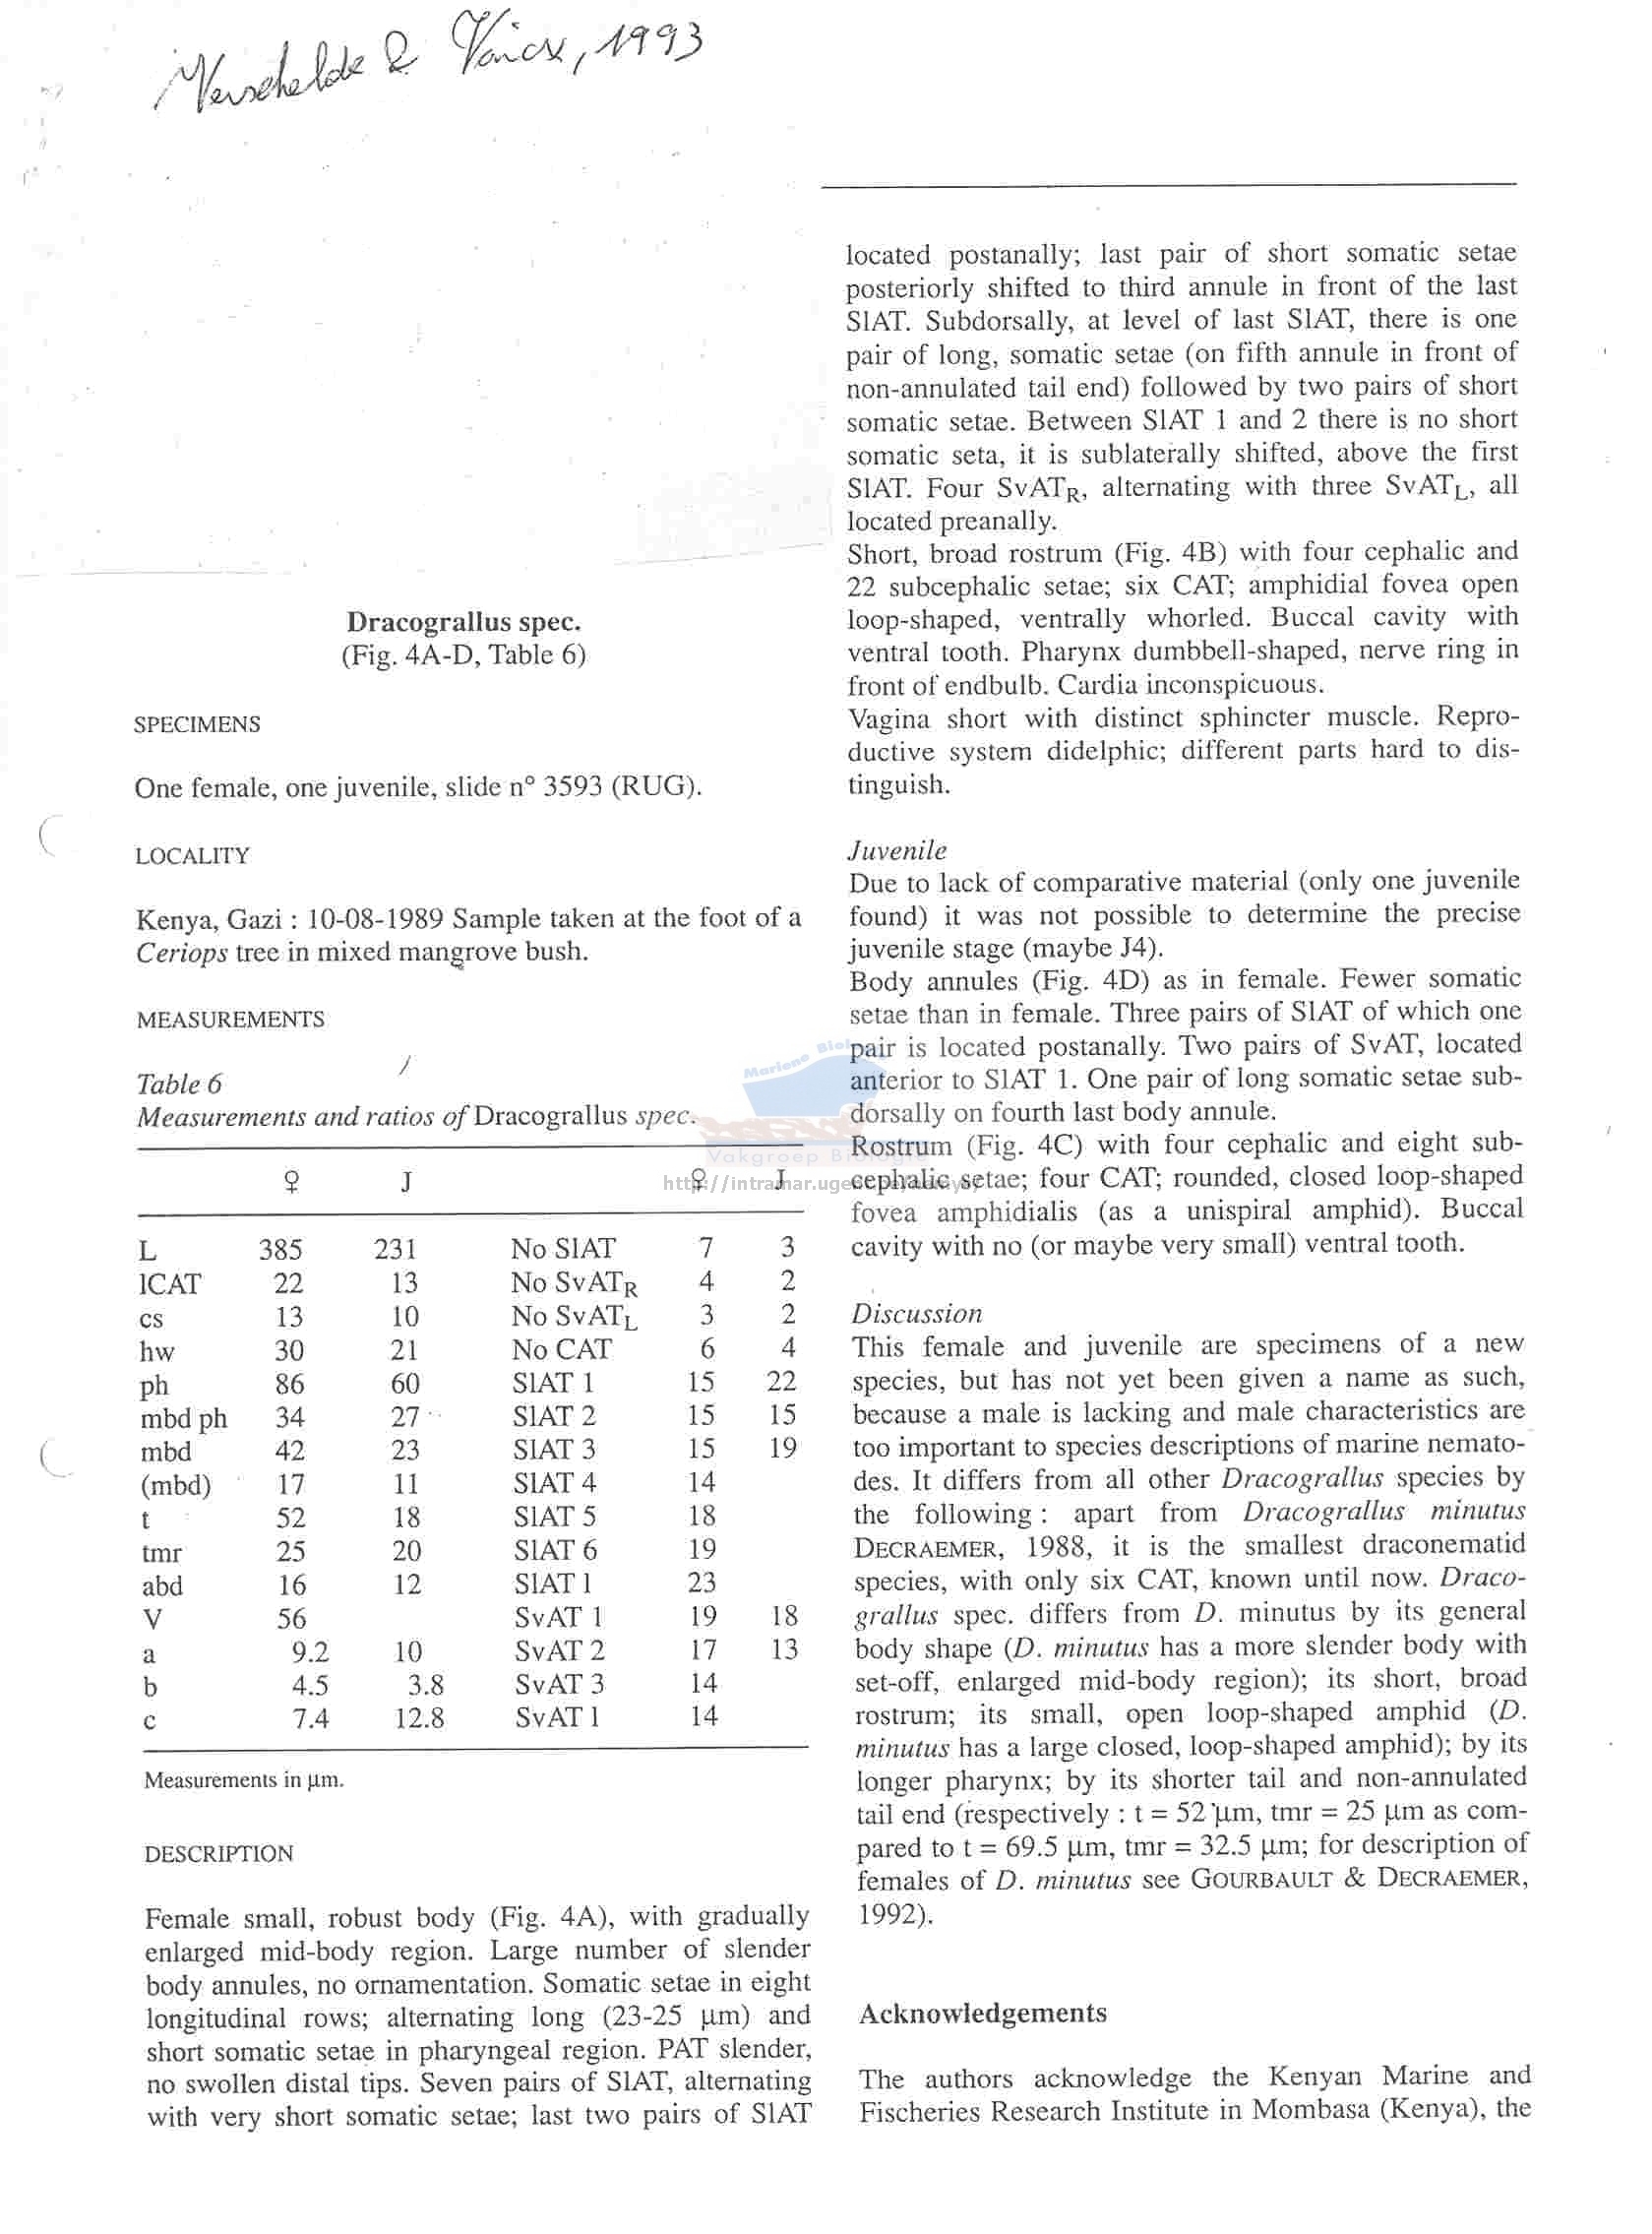 Verschelde & Vincx, 1993
Dracograllus spec.
(Fig. 4A-D, Table 6)
SPECIMENS
One female, one juvenile, slide n° 3593 (RUG).
LOCALITY
Kenya, Gazi : 10-08-1989 Sample taken at the foot of a
Ceriops tree in mixed mangrove bush.
MEASUREMENTS
Table 6
Measurements and ratios of Dracograllus spec.
♀ J ♀ J
L 385 231 No SlAT 7 3
lCAT 22 13 No SvATR 4 2
cs 13 10 No SvATL 3 2
hw 30 21 No CAT 6 4
ph 86 60 SlAT 1 15 22
mbd ph 34 27 SlAT 2 15 15
mbd 42 23 SlAT 3 15 19
(mbd) 17 11 SlAT 4 14
t 52 18 SlAT 5 18
tmr 25 20 SlAT 6 19
abd 16 12 SlAT l 23
V 56 SvAT 1 19 18
a 9.2 10 SvAT 2 17 13
b 4.5 3.8 SvAT 3 14
c 7.4 12.8 SvAT l 14
Measurements in µm.
DESCRIPTION
Female small, robust body (Fig. 4A), with gradually
enlarged mid-body region. Large number of slender
body annules, no ornamentation. Somatic setae in eight
longitudinal rows; alternating long (23-25 µm) and
short somatic setae in pharyngeal region. PAT slender,
no swollen distal tips. Seven pairs of SlAT, alternating
with very short somatic setae; last two pairs of SlAT
located postanally; last pair of short somatic setae
posteriorly shifted to third annule in front of the last
SlAT. Subdorsally, at level of last SlAT, there is one
pair of long, somatic setae (on fifth annule in front of
non-annulated tail end) followed by two pairs of short
somatic setae. Between SlAT 1 and 2 there is no short
somatic seta, it is sublaterally shifted, above the first
SlAT. Four SvATR, alternating with three SvATL, all
located preanally.
Short, broad rostrum (Fig. 4B) with four cephalic and
22 subcephalic setae; six CAT; amphidial fovea open
loop-shaped, ventrally whorled. Buccal cavity with
ventral tooth. Pharynx dumbbell-shaped, nerve ring in
front of endbulb. Cardia inconspicuous.
Vagina short with distinct sphincter muscle. Repro-
ductive system didelphic; different parts hard to dis-
tinguish.
Juvenile
Due to lack of comparative material (only one juvenile
found) it was not possible to determine the precise
juvenile stage (maybe J4).
Body annules (Fig. 4D) as in female. Fewer somatic
setae than in female. Three pairs of SlAT of which one
pair is located postanally. Two pairs of SvAT, located
anterior to SlAT 1. One pair of long somatic setae sub-
dorsally on fourth last body annule.
Rostrum (Fig. 4C) with four cephalic and eight sub-
cephalic setae; four CAT; rounded, closed loop-shaped
fovea amphidialis (as a unispiral amphid). Buccal
cavity with no (or maybe very small) ventral tooth.
Discussion
This female and juvenile are specimens of a new
species, but has not yet been given a name as such,
because a male is lacking and male characteristics are
too important to species descriptions of marine nemato-
des. It differs from all other Dracograllus species by
the following : apart from Dracograllus minutus
DECRAEMER, 1988, it is the smallest draconematid
species, with only six CAT, known until now. Draco-
grallus spec. differs from D. minutus by its general
body shape (D. minutus has a more slender body with
set-off, enlarged mid-body region); its short, broad
rostrum; its small, open loop-shaped amphid (D.
minutus has a large closed, loop-shaped amphid); by its
longer pharynx; by its shorter tail and non-annulated
tail end (respectively : t = 52 µm, tmr = 25 µm as com-
pared to t = 69.5 µm, tmr = 32.5 µm; for description of
females of D. minutus see GOURBAULT & DECRAEMER,
1992).
Acknowledgements
The authors acknowledge the Kenyan Marine and
Fischeries Research Institute in Mombasa (Kenya), the
Vakgroep Biologie